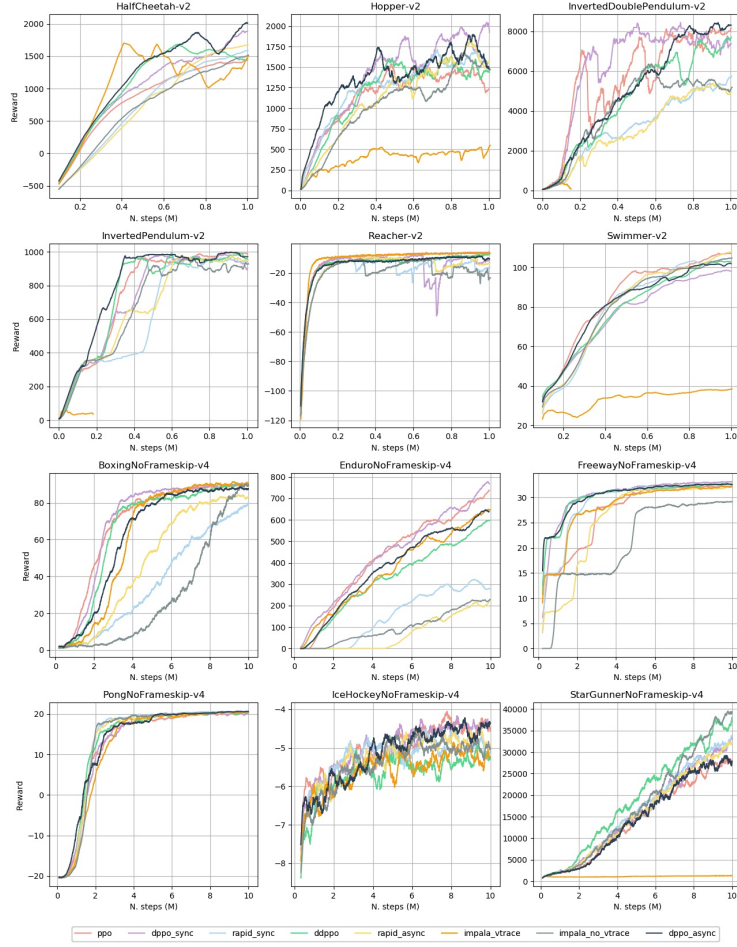 HalfCheetah-v2
Hopper-v2
InvertedDoublePendulum-v2
Reward
2000
1500
1000
500
0
−500
0.2 0.4 0.6 0.8 1.0
N. steps (M)
2000
1750
1500
1250
1000
750
500
250
0
0.0 0.2 0.4 0.6 0.8 1.0
N. steps (M)
8000
6000
4000
2000
0
0.0 0.2 0.4 0.6 0.8 1.0
N. steps (M)
InvertedPendulum-v2
Reacher-v2
Swimmer-v2
Reward
1000
800
600
400
200
0
0.0 0.2 0.4 0.6 0.8 1.0
N. steps (M)
−20
−40
−60
−80
−100
−120
0.0 0.2 0.4 0.6 0.8 1.0
N. steps (M)
100
80
60
40
20
0.2 0.4 0.6 0.8 1.0
N. steps (M)
BoxingNoFrameskip-v4
EnduroNoFrameskip-v4
FreewayNoFrameskip-v4
Reward
80
60
40
20
0
0 2 4 6 8 10
N. steps (M)
800
700
600
500
400
300
200
100
0
0 2 4 6 8 10
N. steps (M)
30
25
20
15
10
5
0
0 2 4 6 8 10
N. steps (M)
PongNoFrameskip-v4
IceHockeyNoFrameskip-v4
StarGunnerNoFrameskip-v4
Reward
20
10
0
−10
−20
0 2 4 6 8 10
N. steps (M)
−4
−5
−6
−7
−8
0 2 4 6 8 10
N. steps (M)
40000
35000
30000
25000
20000
15000
10000
5000
0
0 2 4 6 8 10
N. steps (M)
ppo dppo_sync rapid_sync ddppo rapid_async impala_vtrace impala_no_vtrace dppo_async